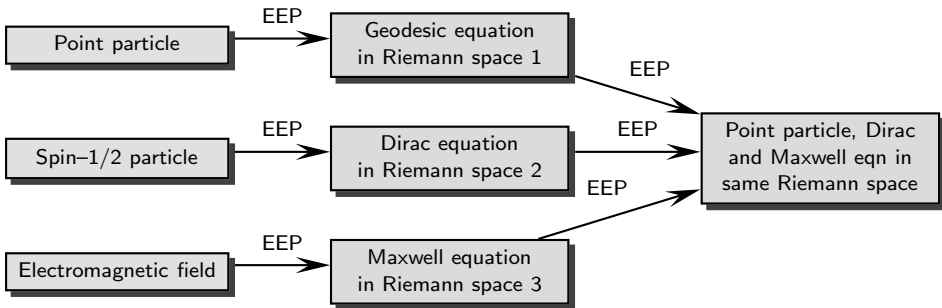 EEP
Point particle
Geodesic equation
in Riemann space 1
EEP
EEP
Spin–1/2 particle
Dirac equation
in Riemann space 2
EEP
Point particle, Dirac
and Maxwell eqn in
same Riemann space
EEP
EEP
Electromagnetic field
Maxwell equation
in Riemann space 3